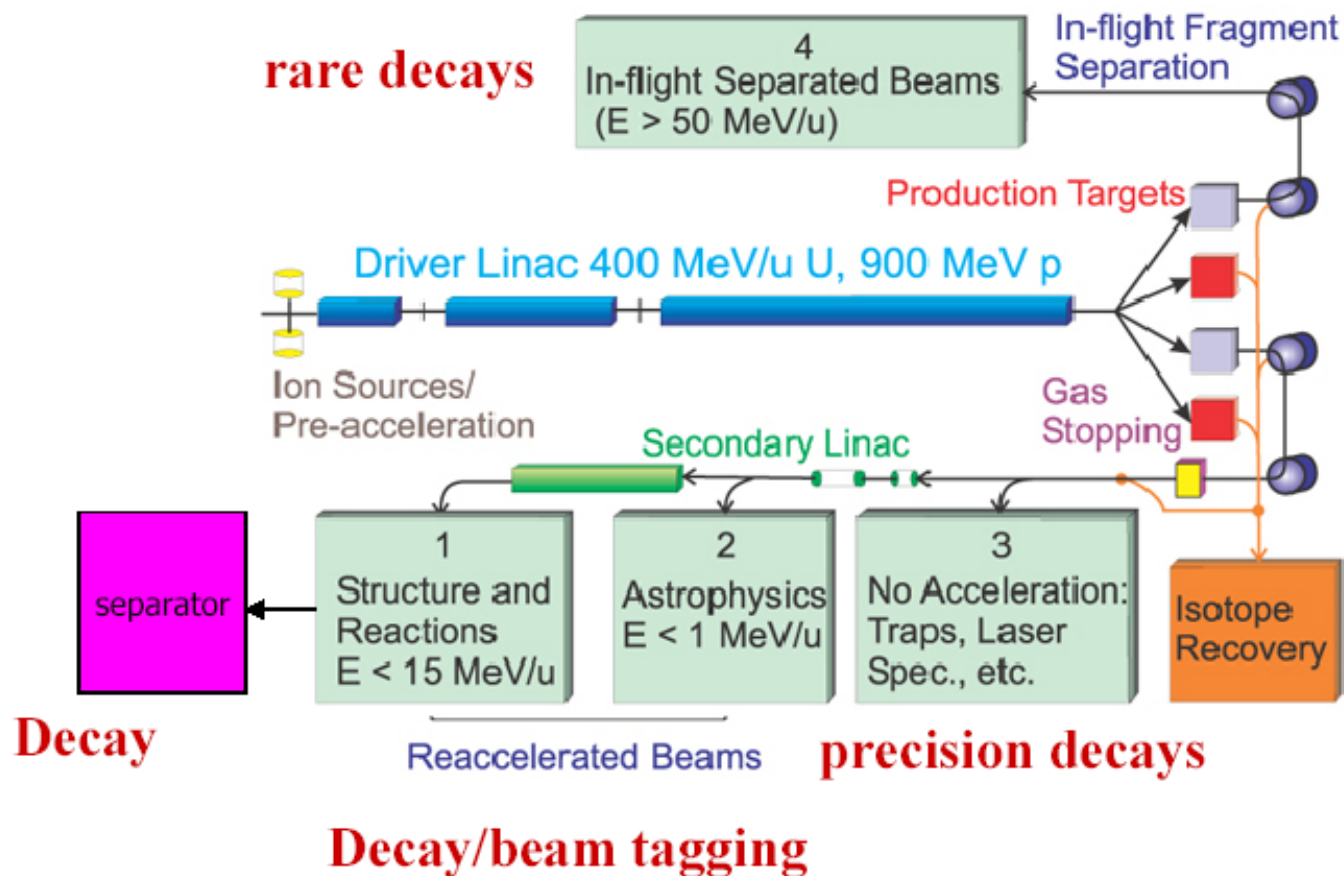 4
In-flight Separated Beams
(E > 50 MeV/u)
rare decays
In-flight Fragment
Separation
Production Targets
Driver Linac 400 MeV/u U, 900 MeV p
Ion Sources/
Pre-acceleration
Gas
Stopping
Secondary Linac
separator
1
Structure and
Reactions
E < 15 MeV/u
2
Astrophysics
E < 1 MeV/u
3
No Acceleration:
Traps, Laser
Spec., etc.
Isotope
Recovery
Decay
Reaccelerated Beams
precision decays
Decay/beam tagging